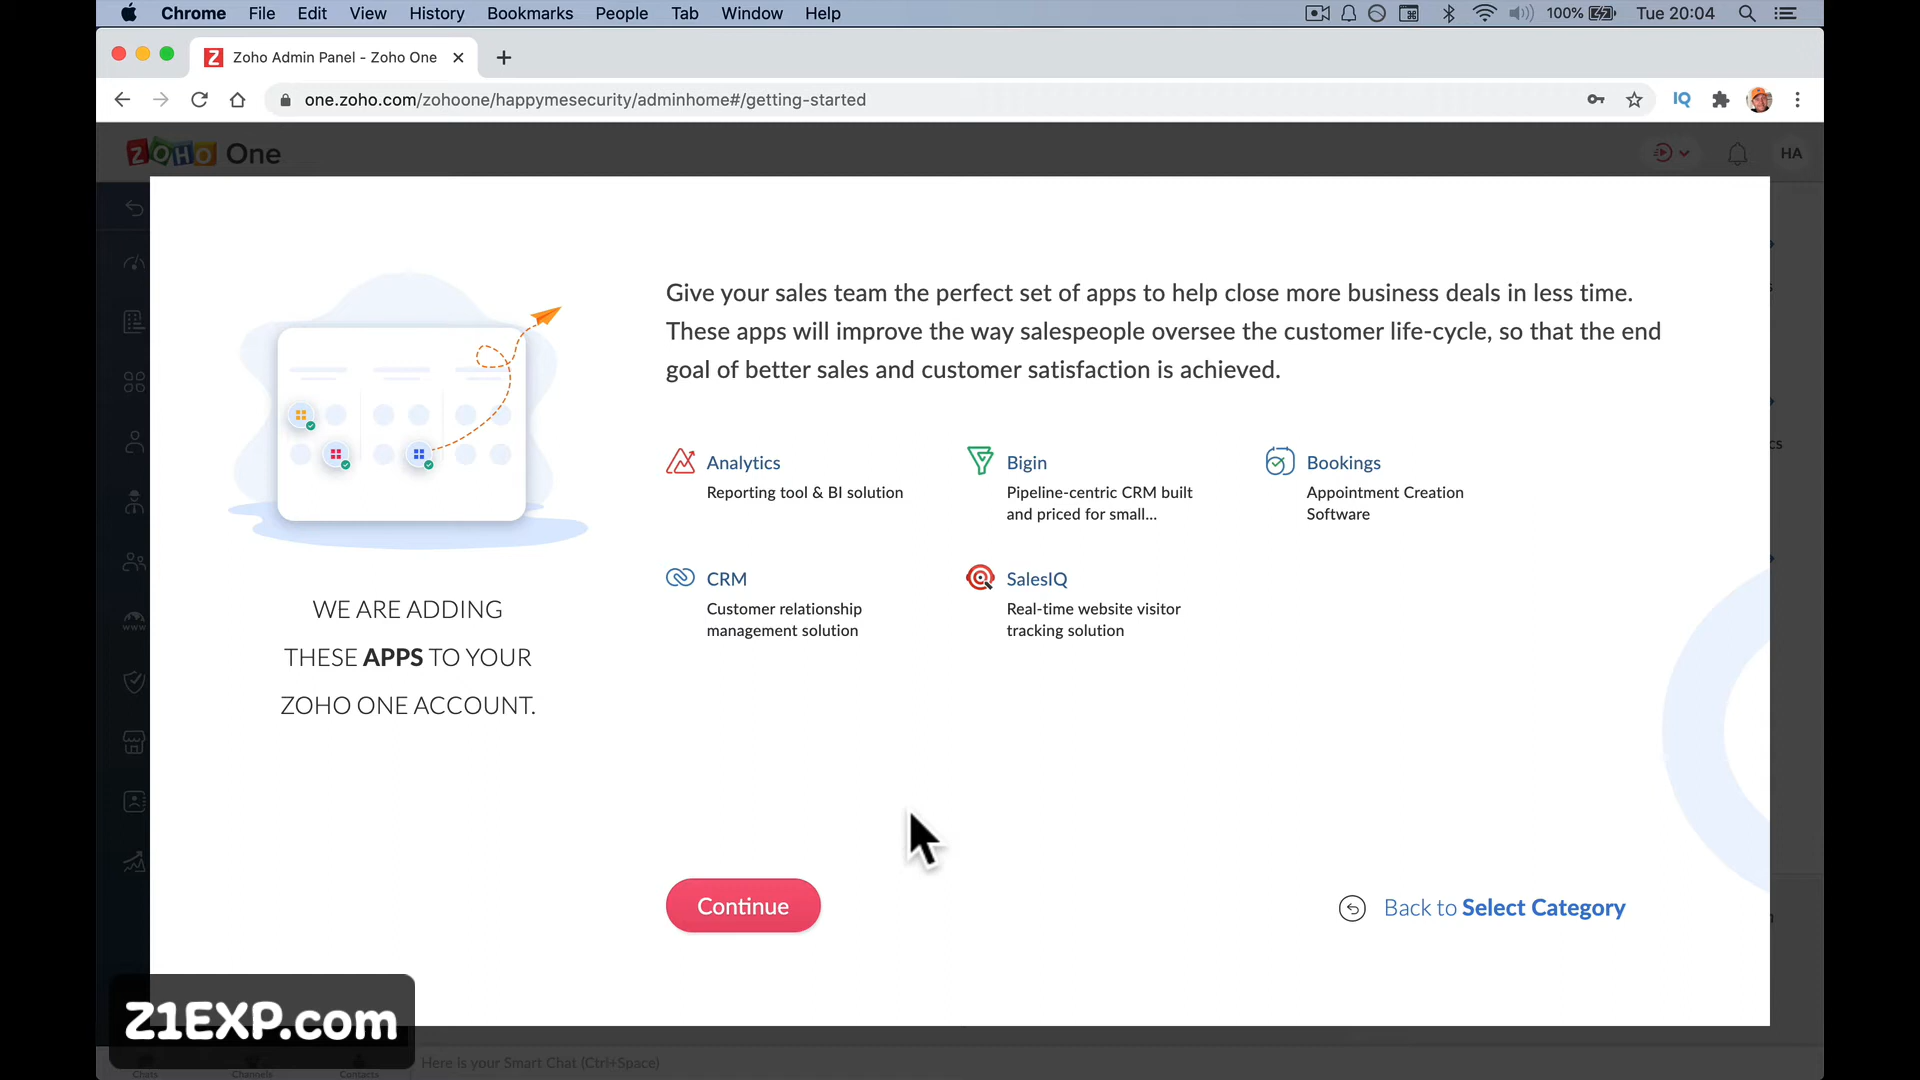 Chrome File Edit View History Bookmarks People Tab Window Help 100% Tue 20:04
Zoho Admin Panel - Zoho One
one.zoho.com/zohoone/happymesecurity/adminhome#/getting-started IQ
ZOHO One HA
Give your sales team the perfect set of apps to help close more business deals in less time.
These apps will improve the way salespeople oversee the customer life-cycle, so that the end
goal of better sales and customer satisfaction is achieved.
Analytics
Reporting tool & BI solution
Bigin
Pipeline-centric CRM built
and priced for small...
Bookings
Appointment Creation
Software
CRM
Customer relationship
management solution
SalesIQ
Real-time website visitor
tracking solution
WE ARE ADDING
THESE APPS TO YOUR
ZOHO ONE ACCOUNT.
Continue
Back to Select Category
Z1EXP.com
Here is your Smart Chat (Ctrl+Space)
Chats Channels Contacts